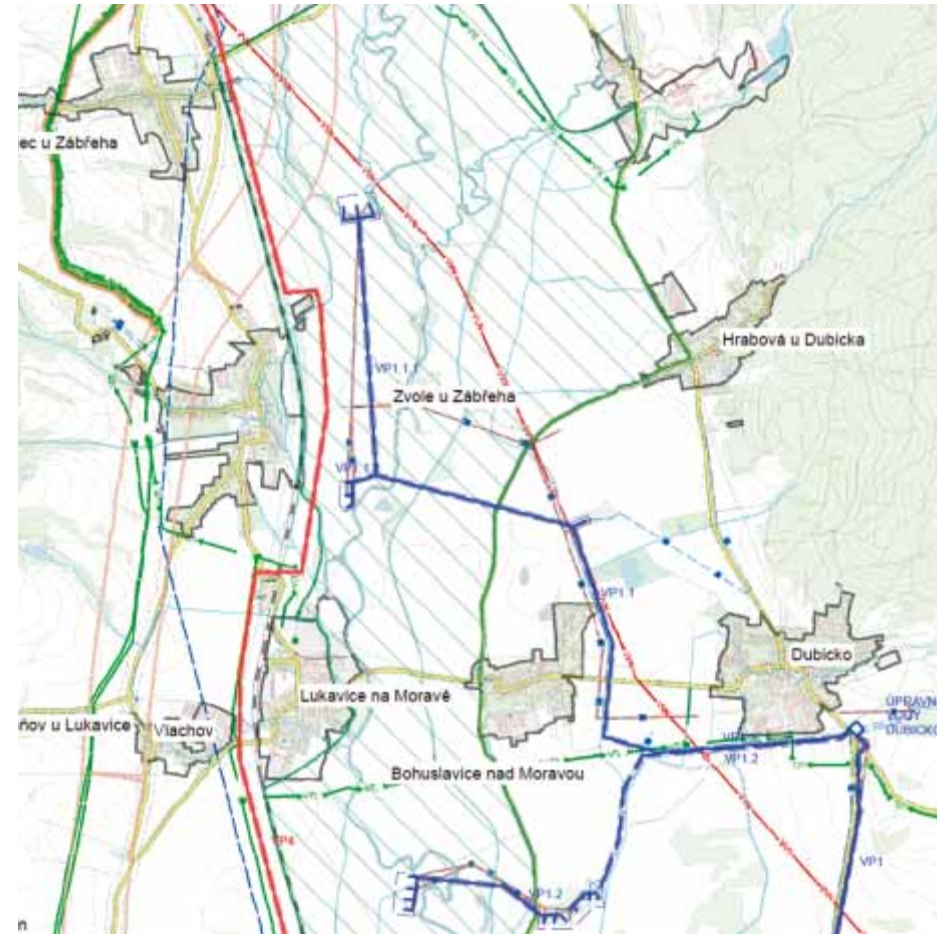 ec u Zábřeha
Hrabová u Dubicka
VP1.1.1
Zvole u Zábřeha
VP1.1
Dubicko
Lukavice na Moravě
ňov u Lukavice
Vlachov
ÚPRAVN
VODY
DUBICKO
VP1.2
Bohuslavice nad Moravou
VP4
VP1
VP1.2
m